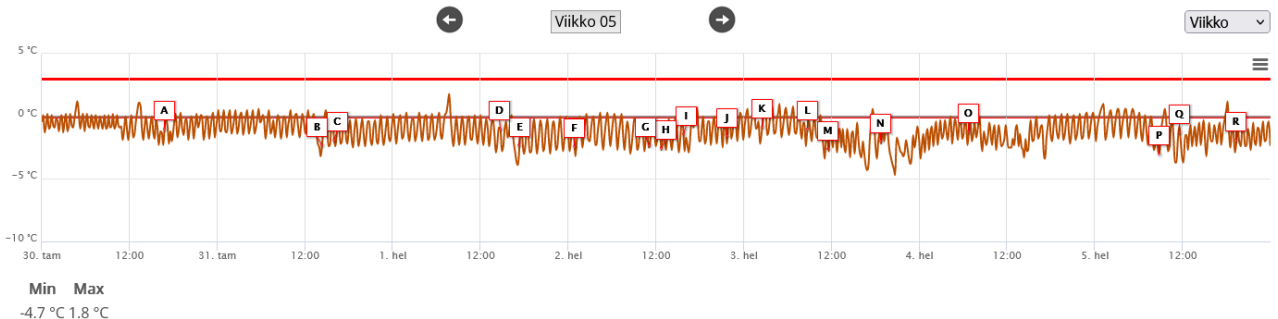 Viikko 05
Viikko
5 °C
0 °C
−5 °C
−10 °C
A
B
C
D
E
F
G
H
I
J
K
L
M
N
O
P
Q
R
30. tam
12:00
31. tam
12:00
1. hel
12:00
2. hel
12:00
3. hel
12:00
4. hel
12:00
5. hel
12:00
Min Max
-4.7 °C 1.8 °C